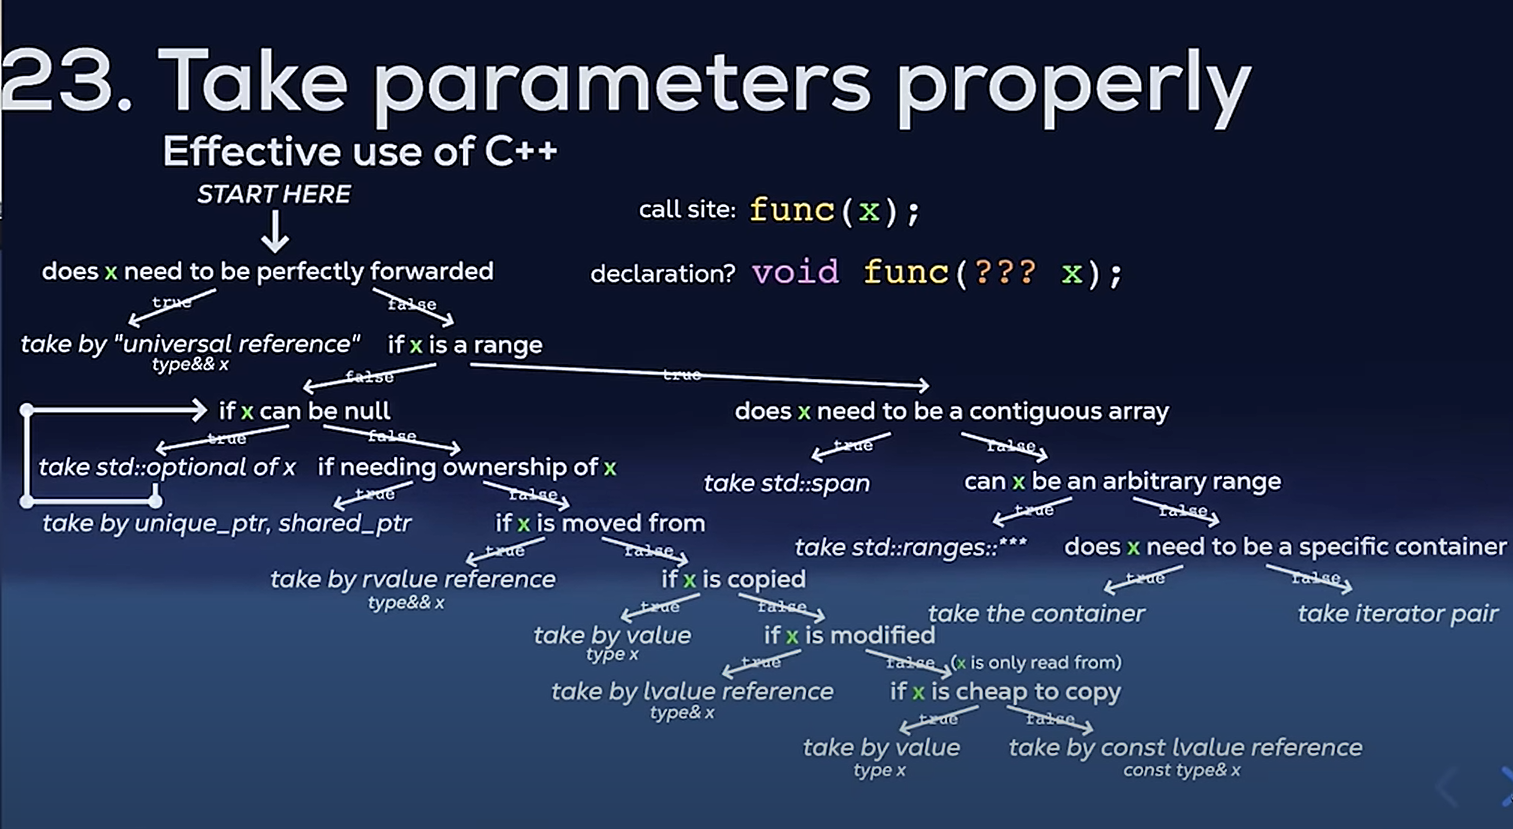 23. Take parameters properly
Effective use of C++
START HERE
call site: func(x);
declaration? void func(??? x);
does x need to be perfectly forwarded
true
false
take by "universal reference"
type&& x
if x is a range
false
true
if x can be null
does x need to be a contiguous array
true
false
true
false
take std::optional of x
if needing ownership of x
take std::span
can x be an arbitrary range
true
false
true
false
take by unique_ptr, shared_ptr
if x is moved from
take std::ranges::***
does x need to be a specific container
true
false
true
false
take by rvalue reference
type&& x
if x is copied
take the container
take iterator pair
true
false
take by value
type x
if x is modified
true
false
(x is only read from)
take by lvalue reference
type& x
if x is cheap to copy
true
false
take by value
type x
take by const lvalue reference
const type& x